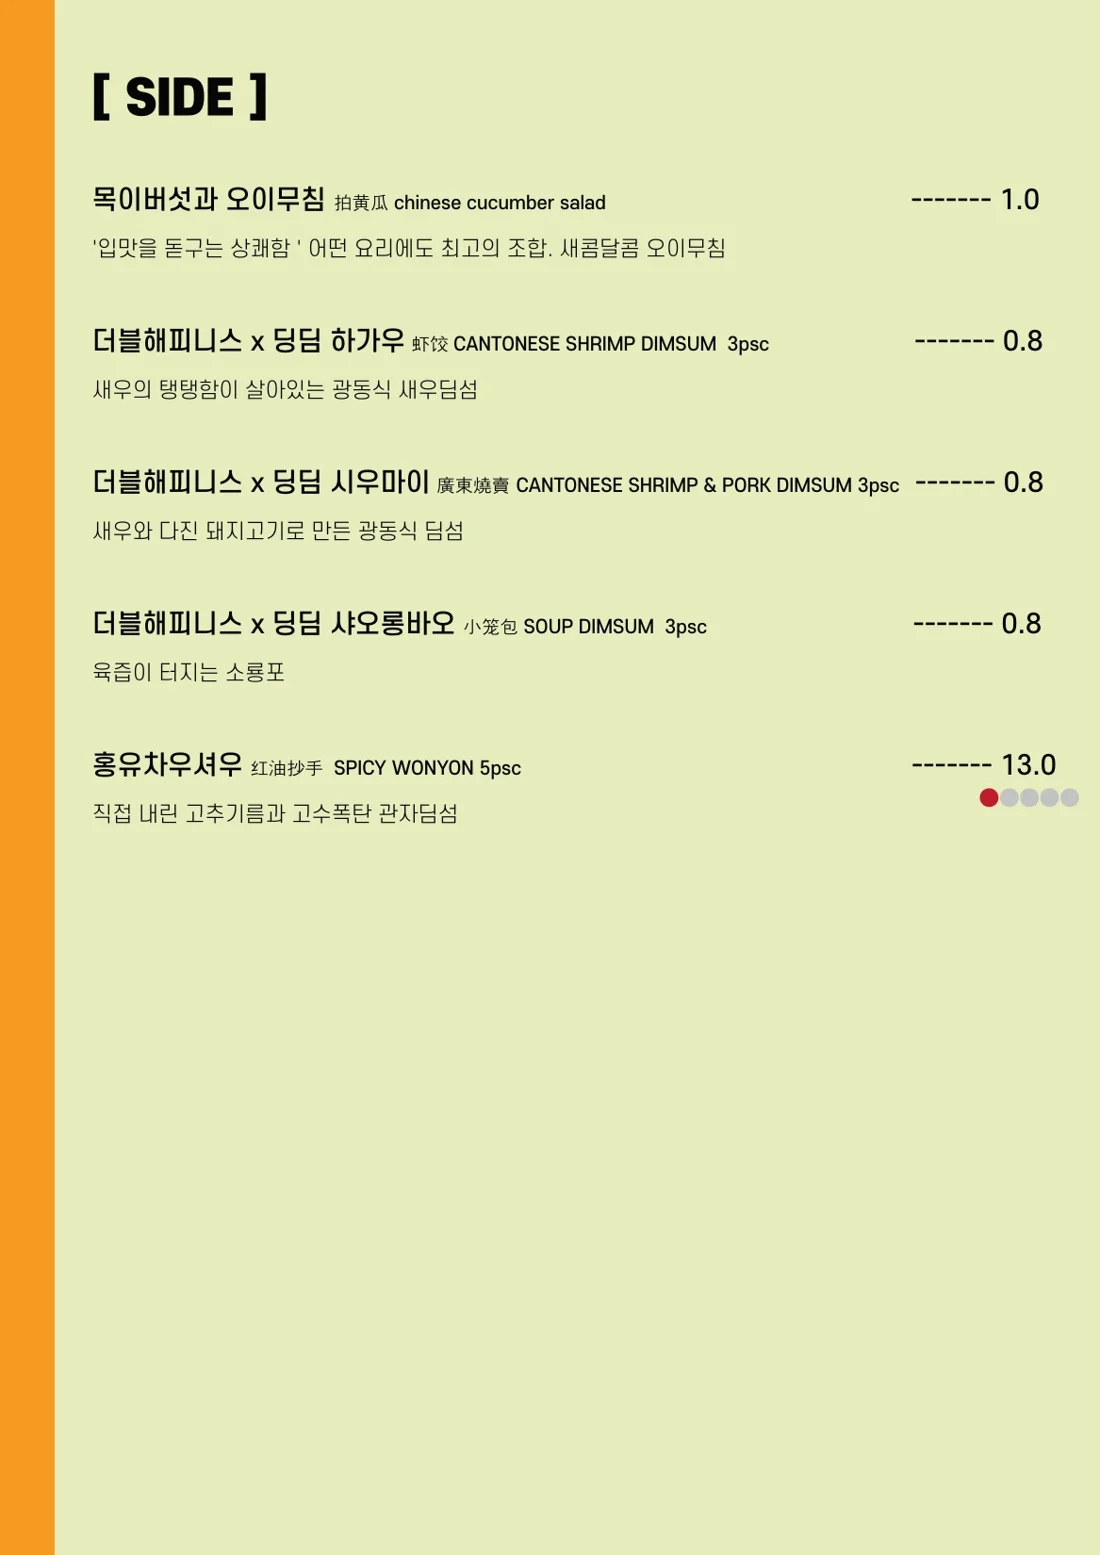 [ SIDE ]
목이버섯과 오이무침 拍黄瓜 chinese cucumber salad ------- 1.0
'입맛을 돋구는 상쾌함 ' 어떤 요리에도 최고의 조합. 새콤달콤 오이무침
더블해피니스 x 딩딤 하가우 虾饺 CANTONESE SHRIMP DIMSUM 3psc ------- 0.8
새우의 탱탱함이 살아있는 광동식 새우딤섬
더블해피니스 x 딩딤 시우마이 廣東燒賣 CANTONESE SHRIMP & PORK DIMSUM 3psc ------- 0.8
새우와 다진 돼지고기로 만든 광동식 딤섬
더블해피니스 x 딩딤 샤오롱바오 小笼包 SOUP DIMSUM 3psc ------- 0.8
육즙이 터지는 소룡포
홍유차우셔우 红油抄手 SPICY WONYON 5psc ------- 13.0
직접 내린 고추기름과 고수폭탄 관자딤섬